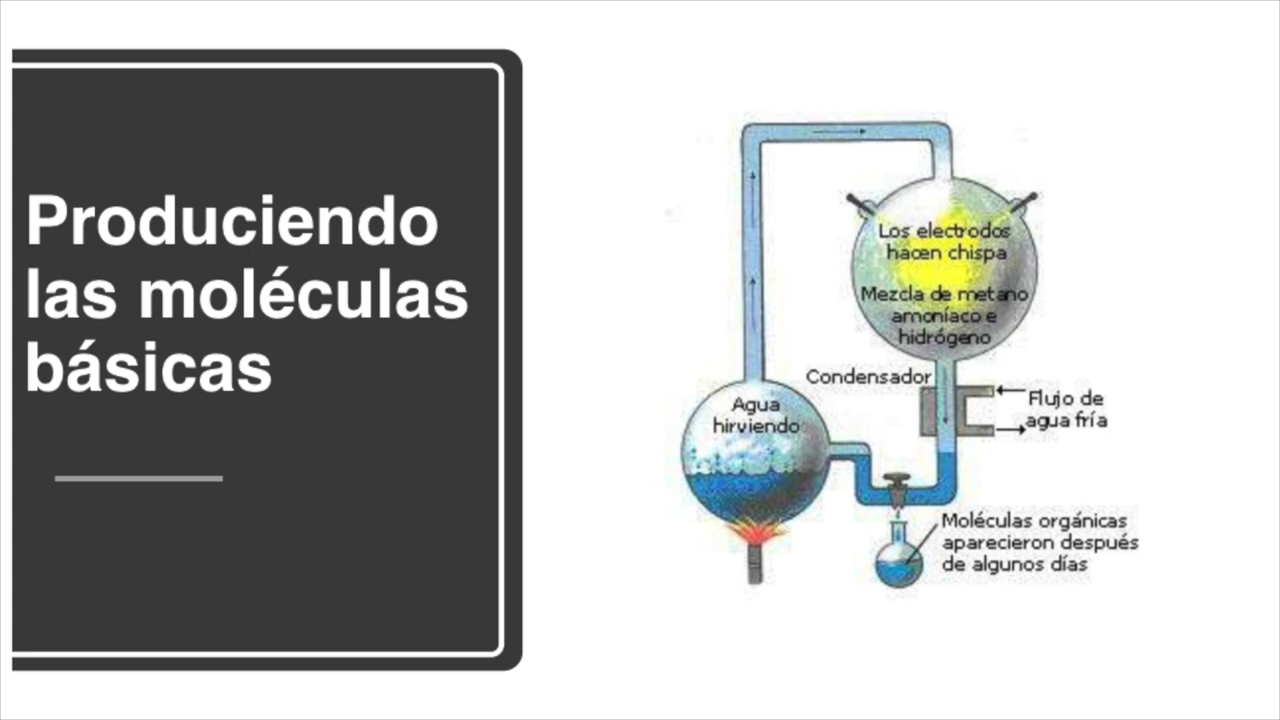 Produciendo
las moléculas
básicas
Los electrodos
hacen chispa
Mezcla de metano
amoníaco e
hidrógeno
Condensador
Flujo de
agua fría
Agua
hirviendo
Moléculas orgánicas
aparecieron después
de algunos días